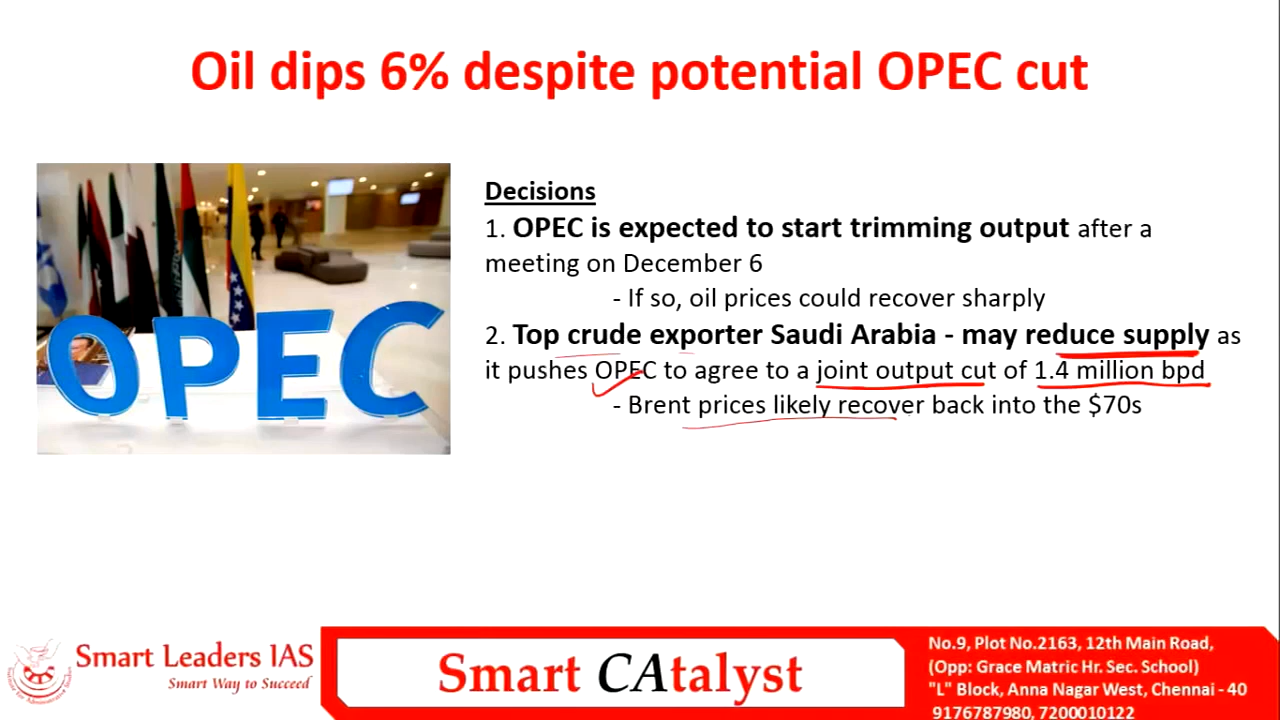 Oil dips 6% despite potential OPEC cut
OPEC
Decisions
1. OPEC is expected to start trimming output after a
meeting on December 6
- If so, oil prices could recover sharply
2. Top crude exporter Saudi Arabia - may reduce supply as
it pushes OPEC to agree to a joint output cut of 1.4 million bpd
- Brent prices likely recover back into the $70s
Smart Leaders IAS
Smart Way to Succeed
Smart CAtalyst
No.9, Plot No.2163, 12th Main Road,
(Opp: Grace Matric Hr. Sec. School)
"L" Block, Anna Nagar West, Chennai - 40
9176787980, 7200010122